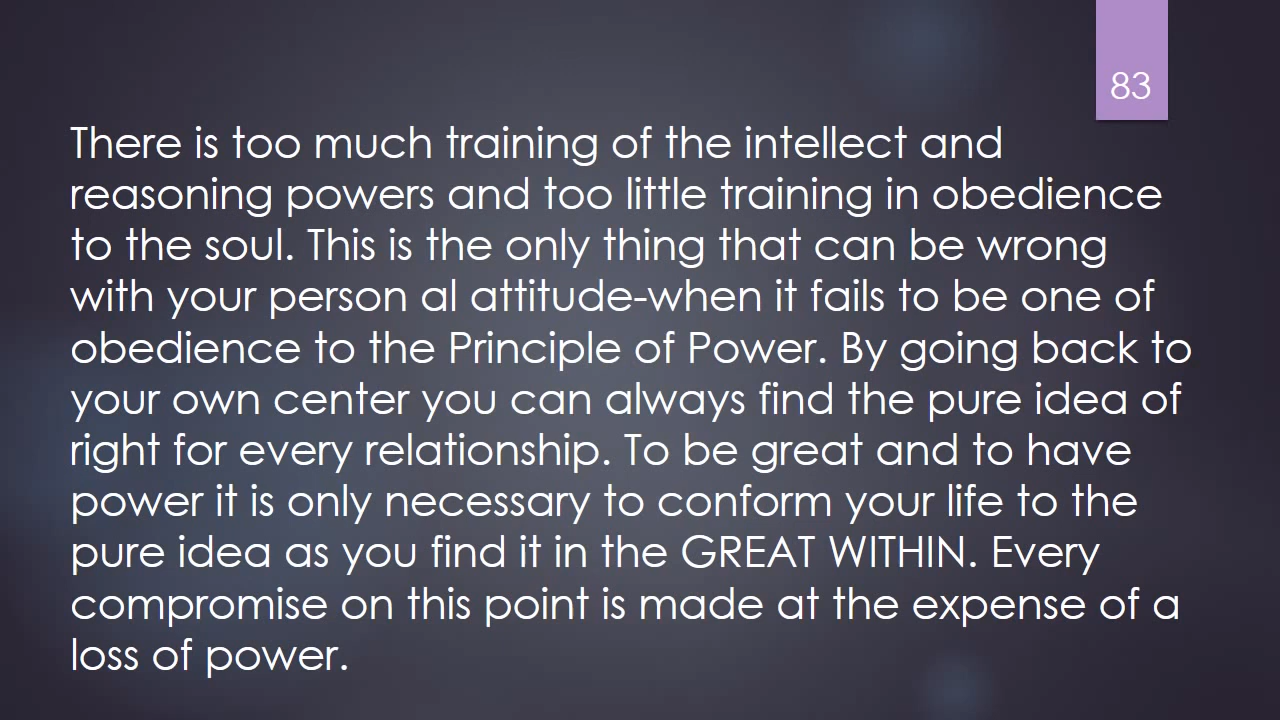 83
There is too much training of the intellect and
reasoning powers and too little training in obedience
to the soul. This is the only thing that can be wrong
with your person al attitude-when it fails to be one of
obedience to the Principle of Power. By going back to
your own center you can always find the pure idea of
right for every relationship. To be great and to have
power it is only necessary to conform your life to the
pure idea as you find it in the GREAT WITHIN. Every
compromise on this point is made at the expense of a
loss of power.